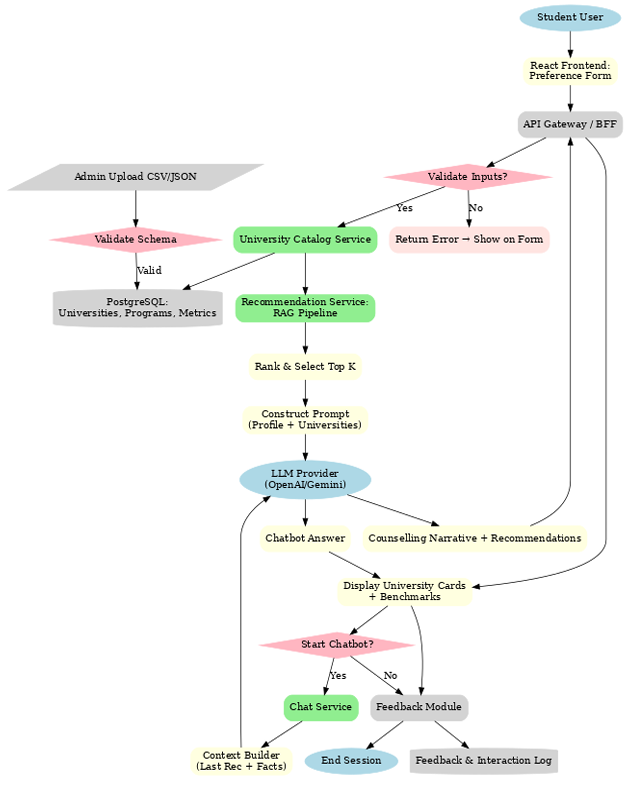 Student User
React Frontend:
Preference Form
API Gateway / BFF
Admin Upload CSV/JSON
Validate Inputs?
Yes
No
Validate Schema
University Catalog Service
Return Error → Show on Form
Valid
PostgreSQL:
Universities, Programs, Metrics
Recommendation Service:
RAG Pipeline
Rank & Select Top K
Construct Prompt
(Profile + Universities)
LLM Provider
(OpenAI/Gemini)
Chatbot Answer
Counselling Narrative + Recommendations
Display University Cards
+ Benchmarks
Start Chatbot?
Yes
No
Chat Service
Feedback Module
Context Builder
(Last Rec + Facts)
End Session
Feedback & Interaction Log